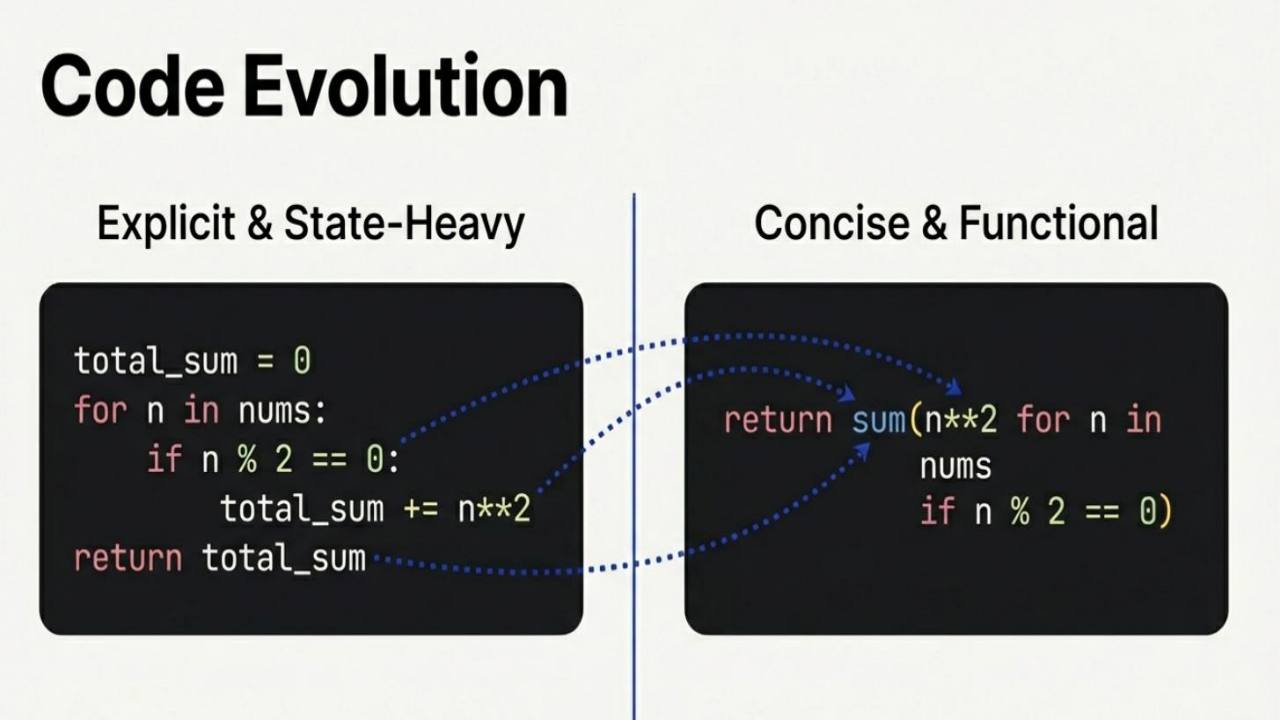 Code Evolution
Explicit & State-Heavy
total_sum = 0
for n in nums:
    if n % 2 == 0:
        total_sum += n**2
return total_sum
Concise & Functional
return sum(n**2 for n in
           nums
           if n % 2 == 0)